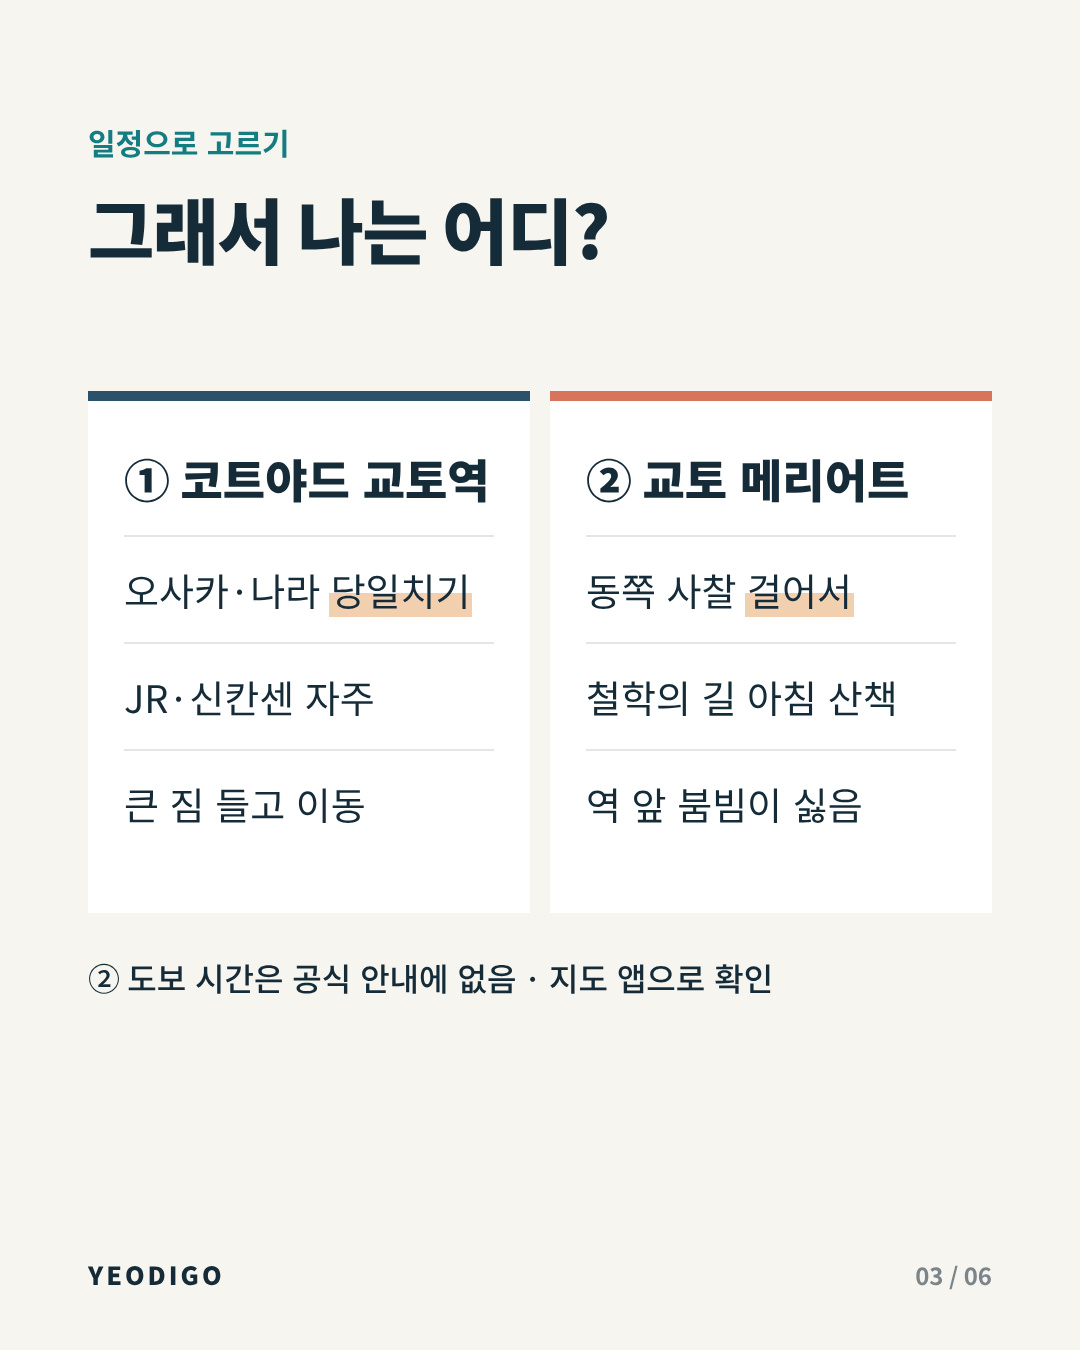 일정으로 고르기
그래서 나는 어디?
① 코트야드 교토역
오사카·나라 당일치기
JR·신칸센 자주
큰 짐 들고 이동
② 교토 메리어트
동쪽 사찰 걸어서
철학의 길 아침 산책
역 앞 붐빔이 싫음
② 도보 시간은 공식 안내에 없음 · 지도 앱으로 확인
YEODIGO
03 / 06